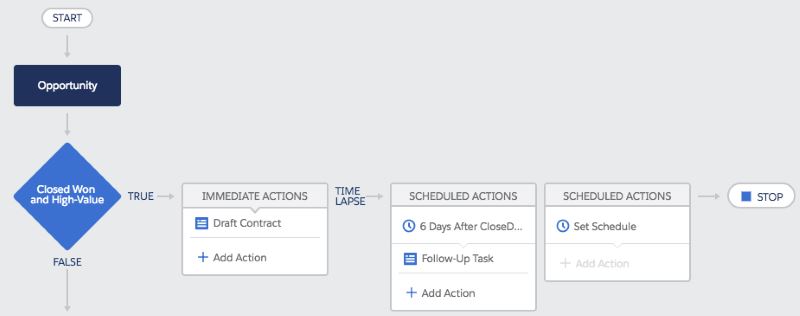 START
Opportunity
Closed Won
and High-Value
TRUE
IMMEDIATE ACTIONS
Draft Contract
+ Add Action
TIME
LAPSE
SCHEDULED ACTIONS
6 Days After CloseD...
Follow-Up Task
+ Add Action
SCHEDULED ACTIONS
Set Schedule
+ Add Action
STOP
FALSE